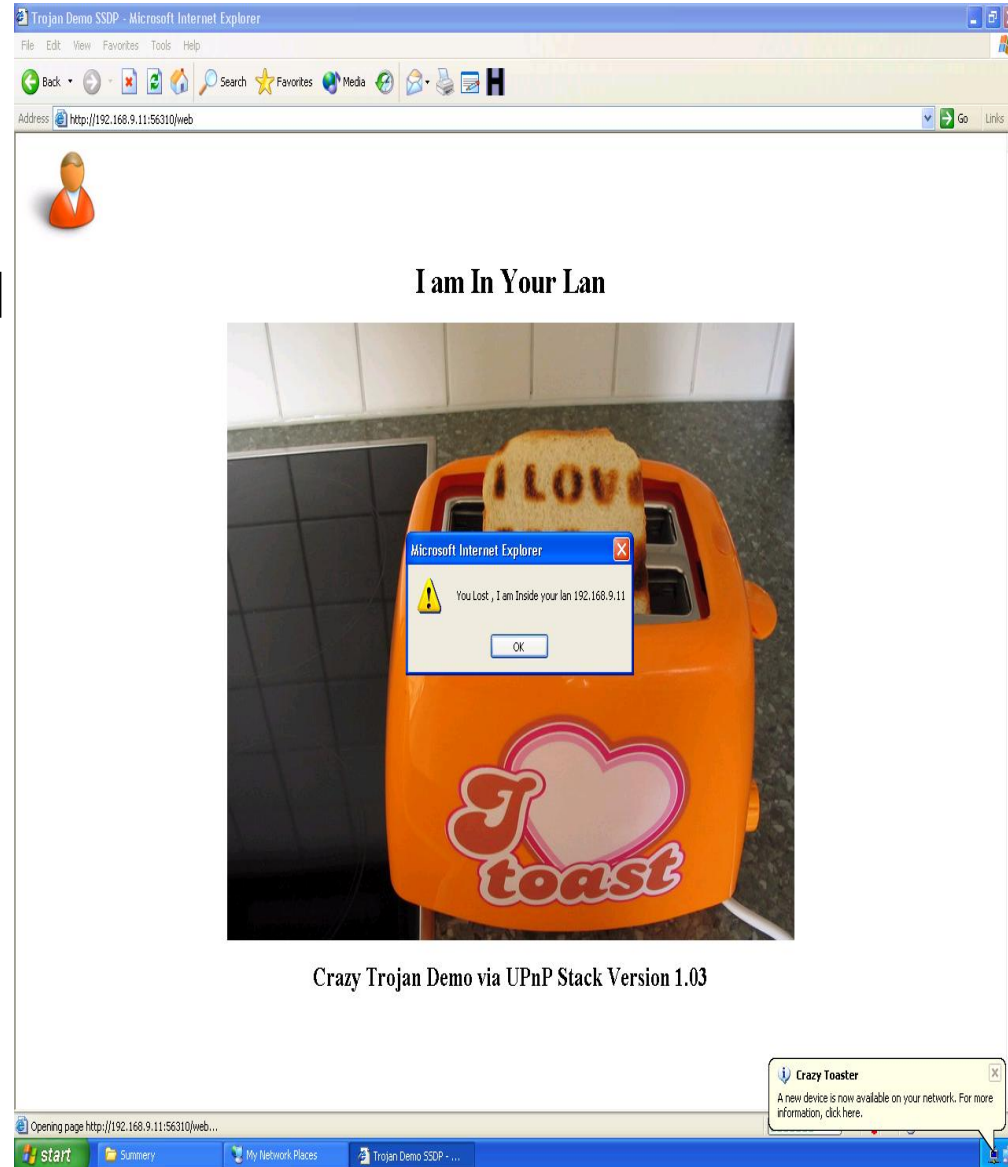 Trojan Demo SSDP - Microsoft Internet Explorer
File Edit View Favorites Tools Help
Back Search Favorites Media H
Address http://192.168.9.11:56310/web Go Links
I am In Your Lan
I LOV
Microsoft Internet Explorer
You Lost , I am Inside your lan 192.168.9.11
OK
I
toast
Crazy Trojan Demo via UPnP Stack Version 1.03
Crazy Toaster
A new device is now available on your network. For more
information, click here.
Opening page http://192.168.9.11:56310/web...
start Summery My Network Places Trojan Demo SSDP - ...